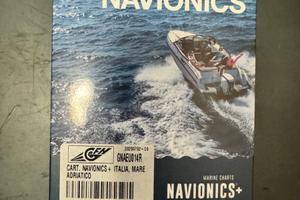 NAVIONICS
GNAEU014R
CART. NAVIONICS+ ITALIA, MARE
ADRIATICO
MARINE CHARTS
NAVIONICS+